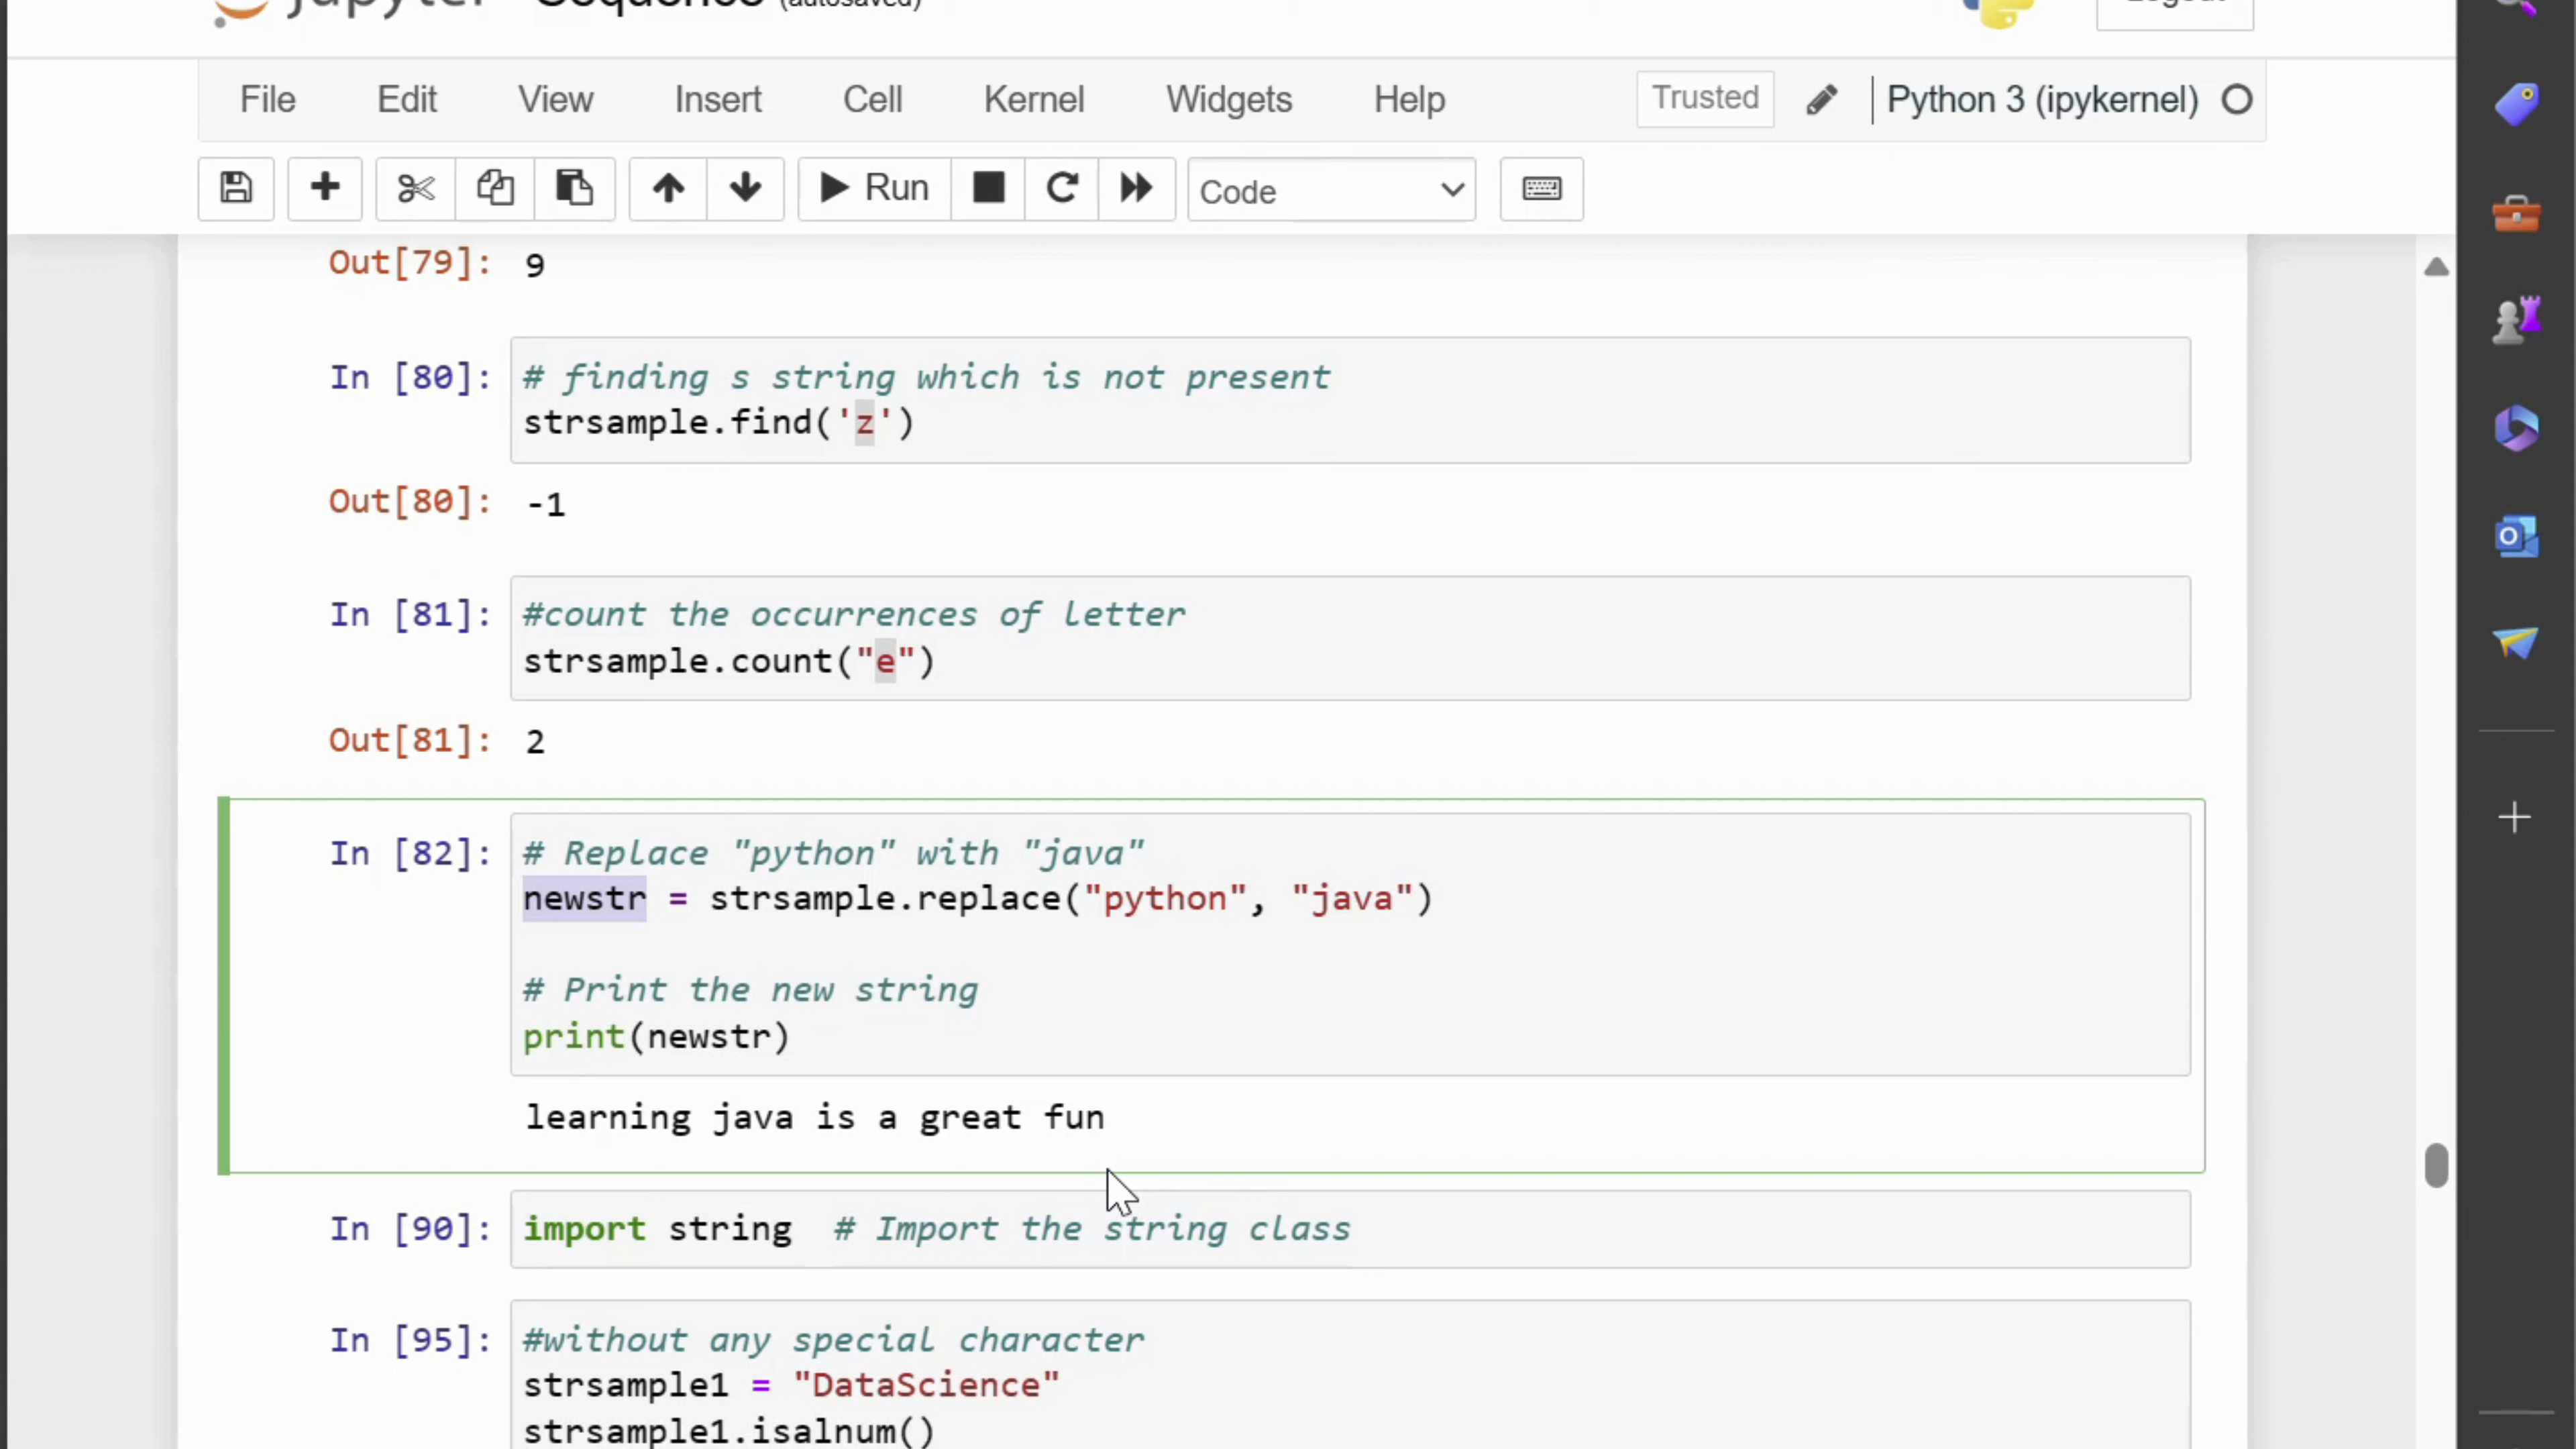 jupyter Sequence (autosaved)
Logout
File Edit View Insert Cell Kernel Widgets Help Trusted Python 3 (ipykernel)
Run Code
Out[79]: 9
In [80]: # finding s string which is not present
strsample.find('z')
Out[80]: -1
In [81]: #count the occurrences of letter
strsample.count("e")
Out[81]: 2
In [82]: # Replace "python" with "java"
newstr = strsample.replace("python", "java")
# Print the new string
print(newstr)
learning java is a great fun
In [90]: import string # Import the string class
In [95]: #without any special character
strsample1 = "DataScience"
strsample1.isalnum()